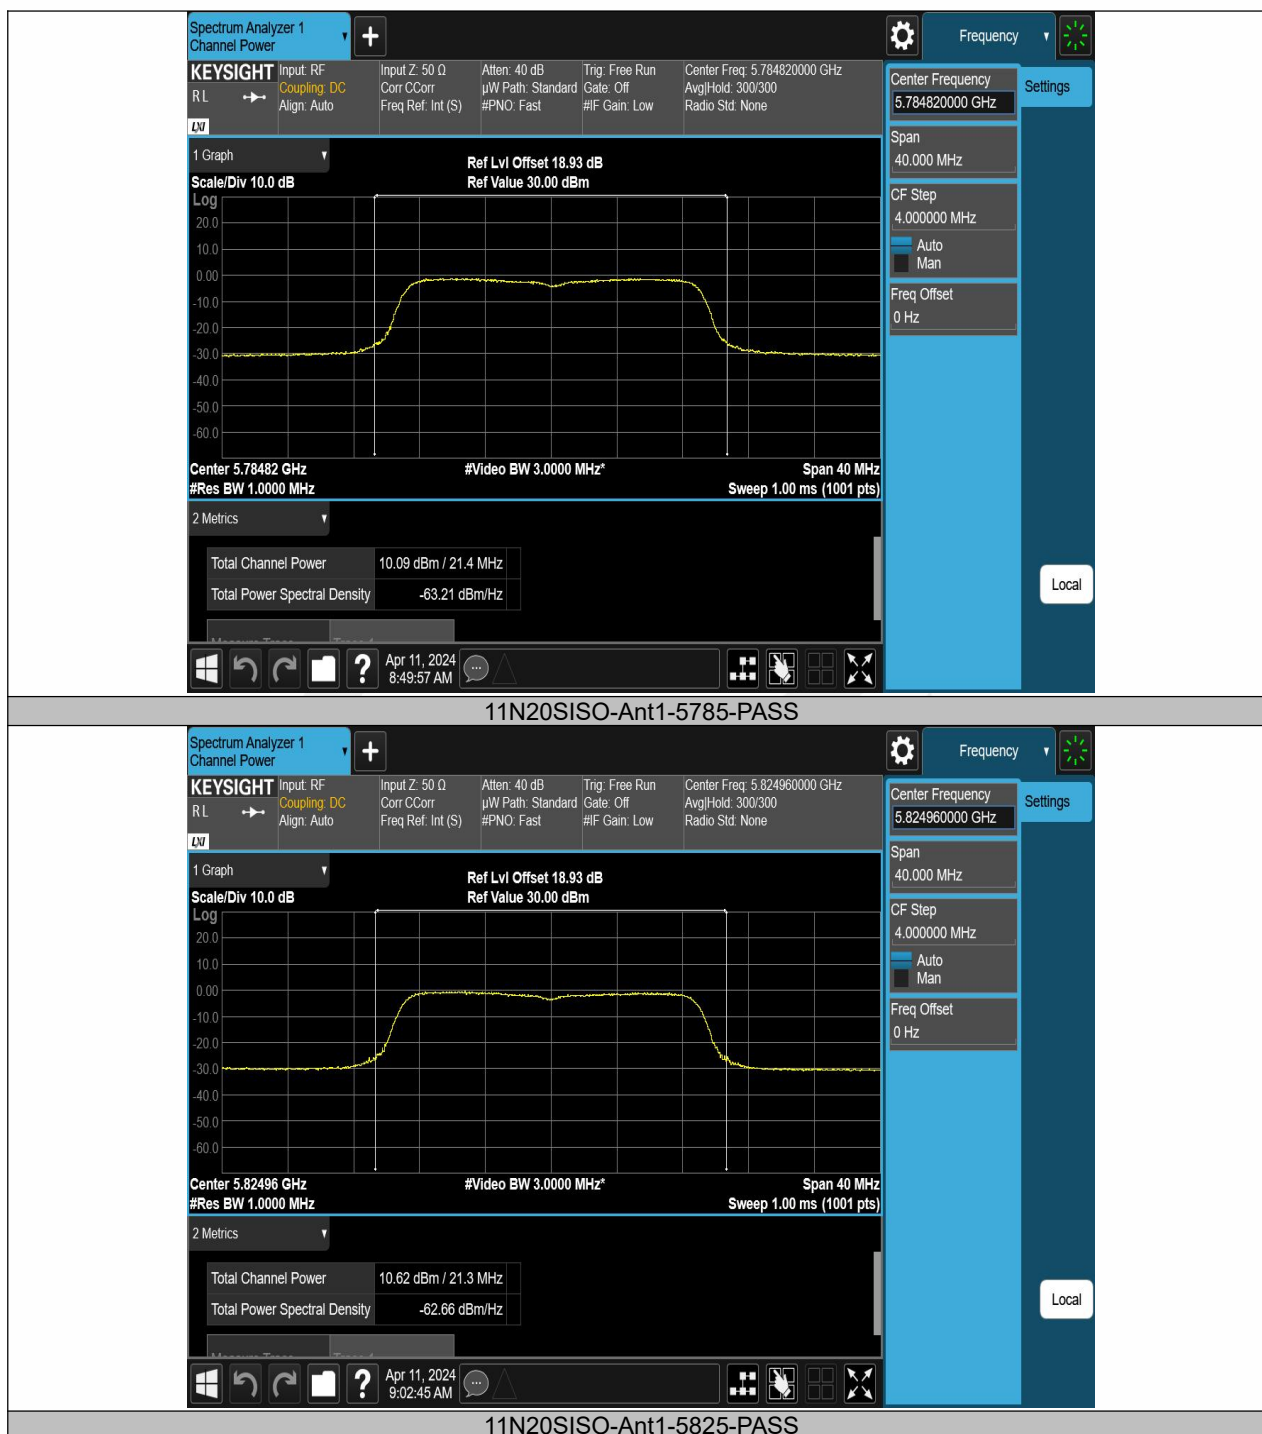 Spectrum Analyzer 1
Channel Power
+
Frequency
KEYSIGHT
R L
LXI
Input: RF
Coupling: DC
Align: Auto
Input Z: 50 Ω
Corr CCorr
Freq Ref: Int (S)
Atten: 40 dB
µW Path: Standard
#PNO: Fast
Trig: Free Run
Gate: Off
#IF Gain: Low
Center Freq: 5.784820000 GHz
Avg|Hold: 300/300
Radio Std: None
Center Frequency
5.784820000 GHz
Settings
Span
40.000 MHz
CF Step
4.000000 MHz
Auto
Man
Freq Offset
0 Hz
Local
1 Graph
Scale/Div 10.0 dB
Ref Lvl Offset 18.93 dB
Ref Value 30.00 dBm
Log
20.0
10.0
0.00
-10.0
-20.0
-30.0
-40.0
-50.0
-60.0
Center 5.78482 GHz
#Res BW 1.0000 MHz
#Video BW 3.0000 MHz*
Span 40 MHz
Sweep 1.00 ms (1001 pts)
2 Metrics
Total Channel Power 10.09 dBm / 21.4 MHz
Total Power Spectral Density -63.21 dBm/Hz
?
Apr 11, 2024
8:49:57 AM
11N20SISO-Ant1-5785-PASS
Spectrum Analyzer 1
Channel Power
+
Frequency
KEYSIGHT
R L
LXI
Input: RF
Coupling: DC
Align: Auto
Input Z: 50 Ω
Corr CCorr
Freq Ref: Int (S)
Atten: 40 dB
µW Path: Standard
#PNO: Fast
Trig: Free Run
Gate: Off
#IF Gain: Low
Center Freq: 5.824960000 GHz
Avg|Hold: 300/300
Radio Std: None
Center Frequency
5.824960000 GHz
Settings
Span
40.000 MHz
CF Step
4.000000 MHz
Auto
Man
Freq Offset
0 Hz
Local
1 Graph
Scale/Div 10.0 dB
Ref Lvl Offset 18.93 dB
Ref Value 30.00 dBm
Log
20.0
10.0
0.00
-10.0
-20.0
-30.0
-40.0
-50.0
-60.0
Center 5.82496 GHz
#Res BW 1.0000 MHz
#Video BW 3.0000 MHz*
Span 40 MHz
Sweep 1.00 ms (1001 pts)
2 Metrics
Total Channel Power 10.62 dBm / 21.3 MHz
Total Power Spectral Density -62.66 dBm/Hz
?
Apr 11, 2024
9:02:45 AM
11N20SISO-Ant1-5825-PASS